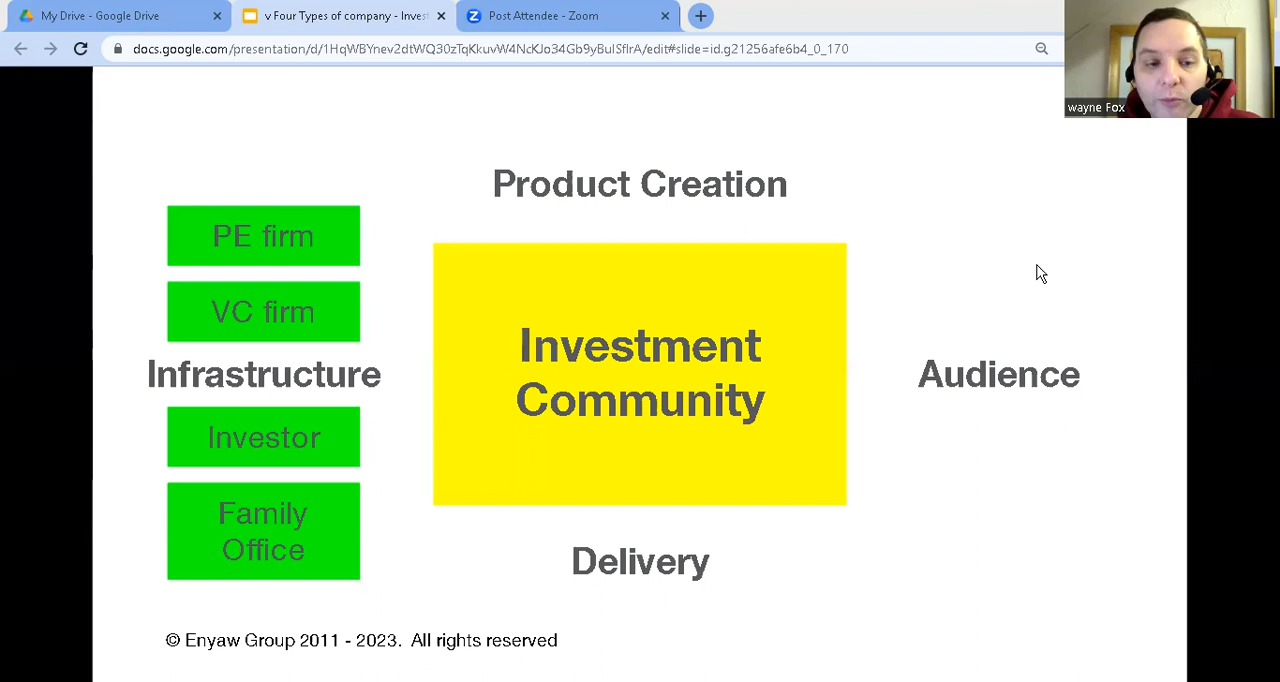 My Drive - Google Drive
v Four Types of company - Invest
Post Attendee - Zoom
docs.google.com/presentation/d/1HqWBYnev2dtWQ30zTqKkuvW4NcKJo34Gb9yBulSflrA/edit#slide=id.g21256afe6b4_0_170
wayne Fox
Product Creation
PE firm
VC firm
Infrastructure
Investor
Family
Office
Investment
Community
Audience
Delivery
© Enyaw Group 2011 - 2023. All rights reserved